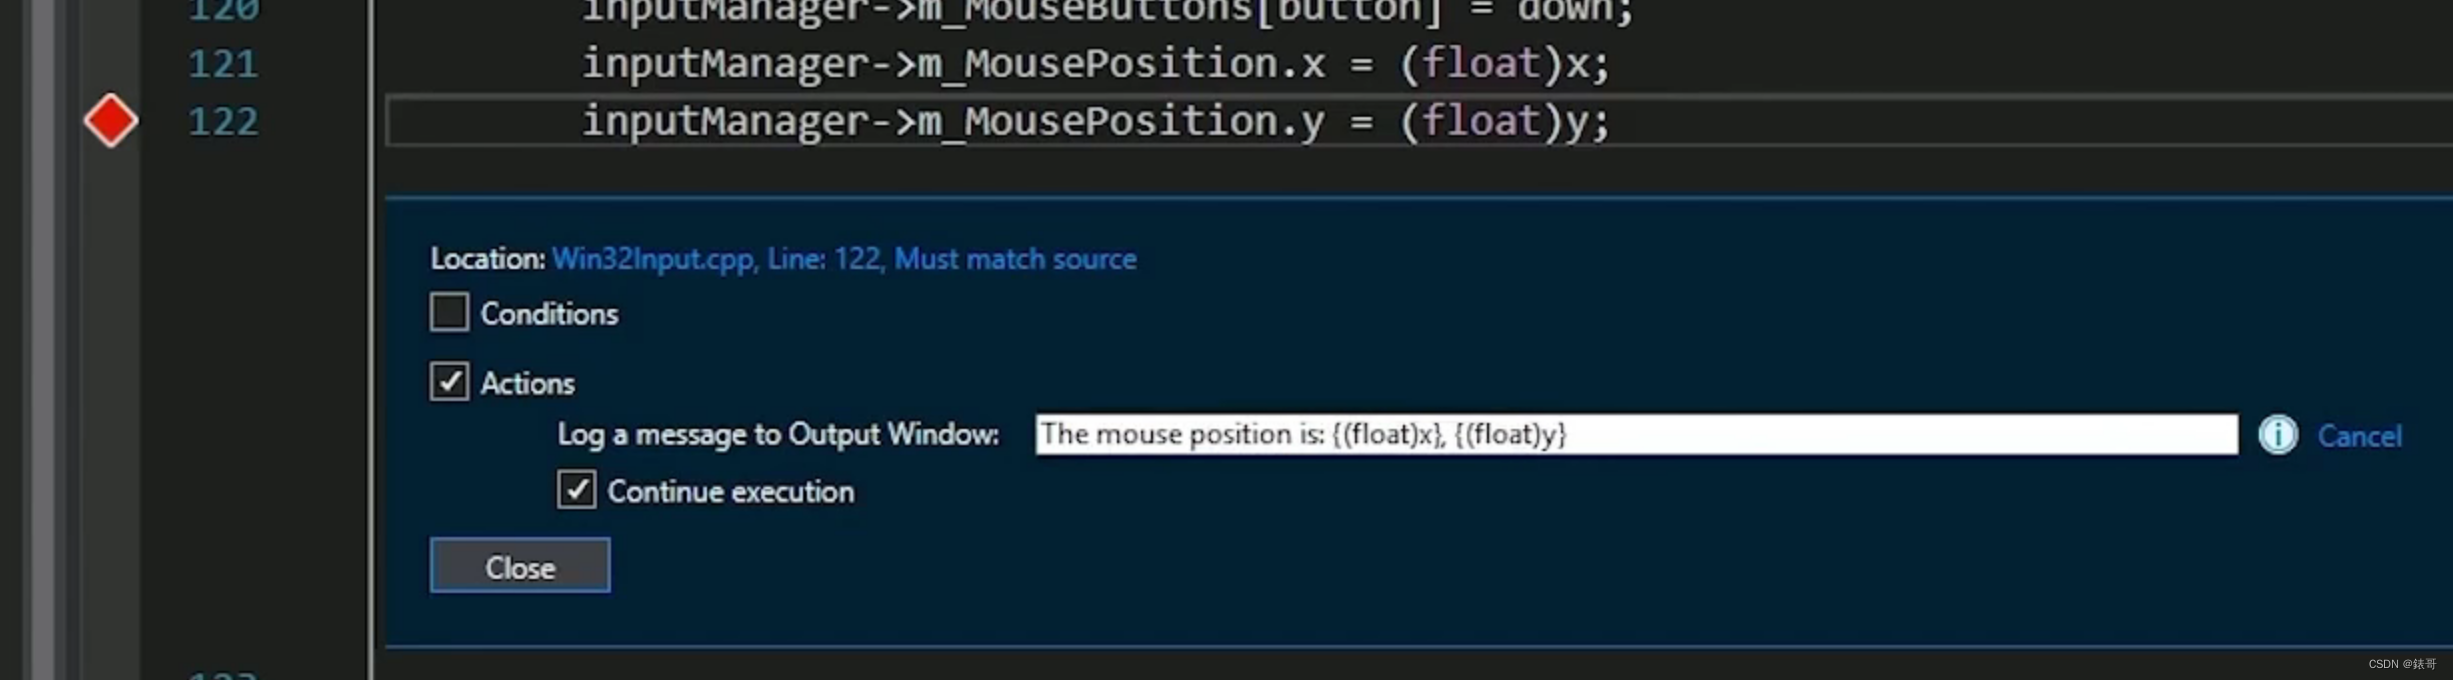 120 inputManager->m_MouseButtons[button] = down;
121 inputManager->m_MousePosition.x = (float)x;
122 inputManager->m_MousePosition.y = (float)y;
Location: Win32Input.cpp, Line: 122, Must match source
Conditions
Actions
Log a message to Output Window: The mouse position is: {(float)x}, {(float)y} Cancel
Continue execution
Close
CSDN @錶哥